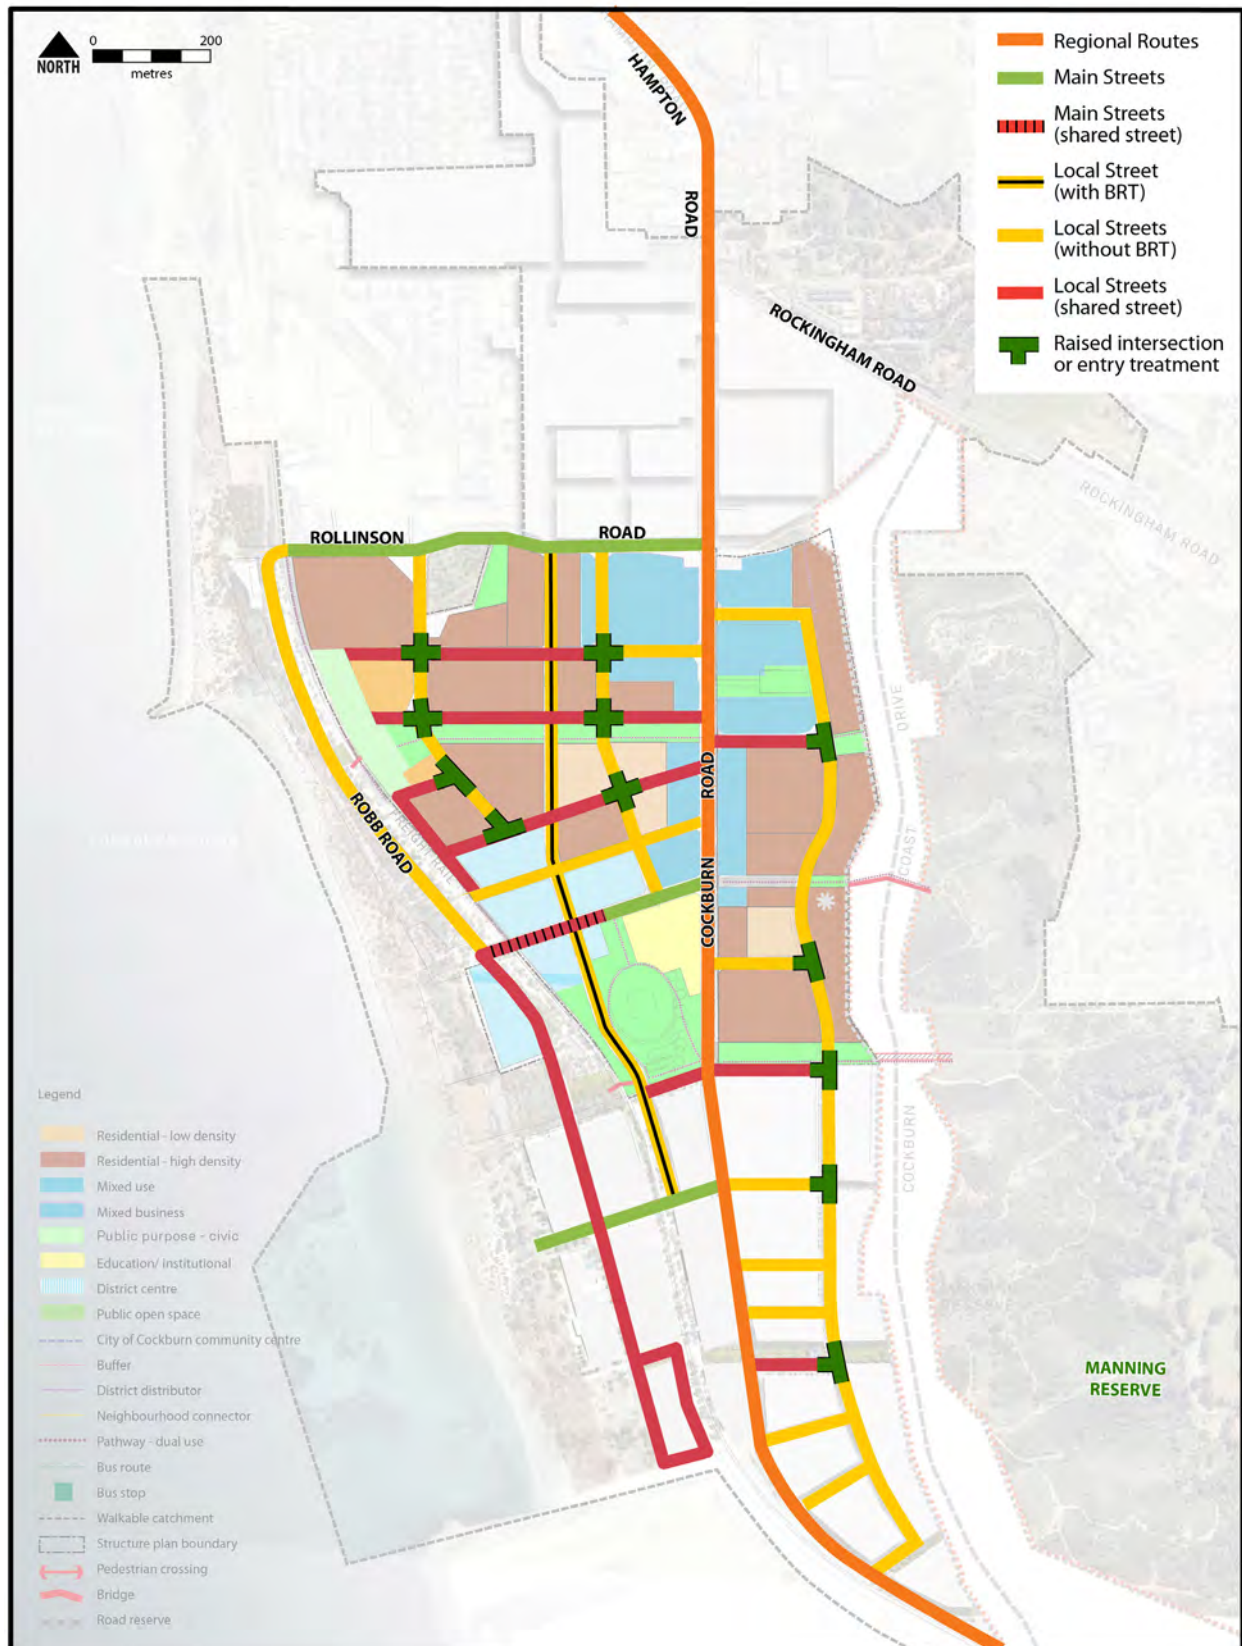 NORTH
0 200
metres
Regional Routes
Main Streets
Main Streets
(shared street)
Local Street
(with BRT)
Local Streets
(without BRT)
Local Streets
(shared street)
Raised intersection
or entry treatment
HAMPTON
ROAD
ROCKINGHAM ROAD
ROCKINGHAM ROAD
ROLLINSON
ROAD
ROBB ROAD
FREIGHT RAIL
COCKBURN
ROAD
DRIVE
COAST
COCKBURN
MANNING
RESERVE
Legend
Residential - low density
Residential - high density
Mixed use
Mixed business
Public purpose - civic
Education/ institutional
District centre
Public open space
City of Cockburn community centre
Buffer
District distributor
Neighbourhood connector
Pathway - dual use
Bus route
Bus stop
Walkable catchment
Structure plan boundary
Pedestrian crossing
Bridge
Road reserve